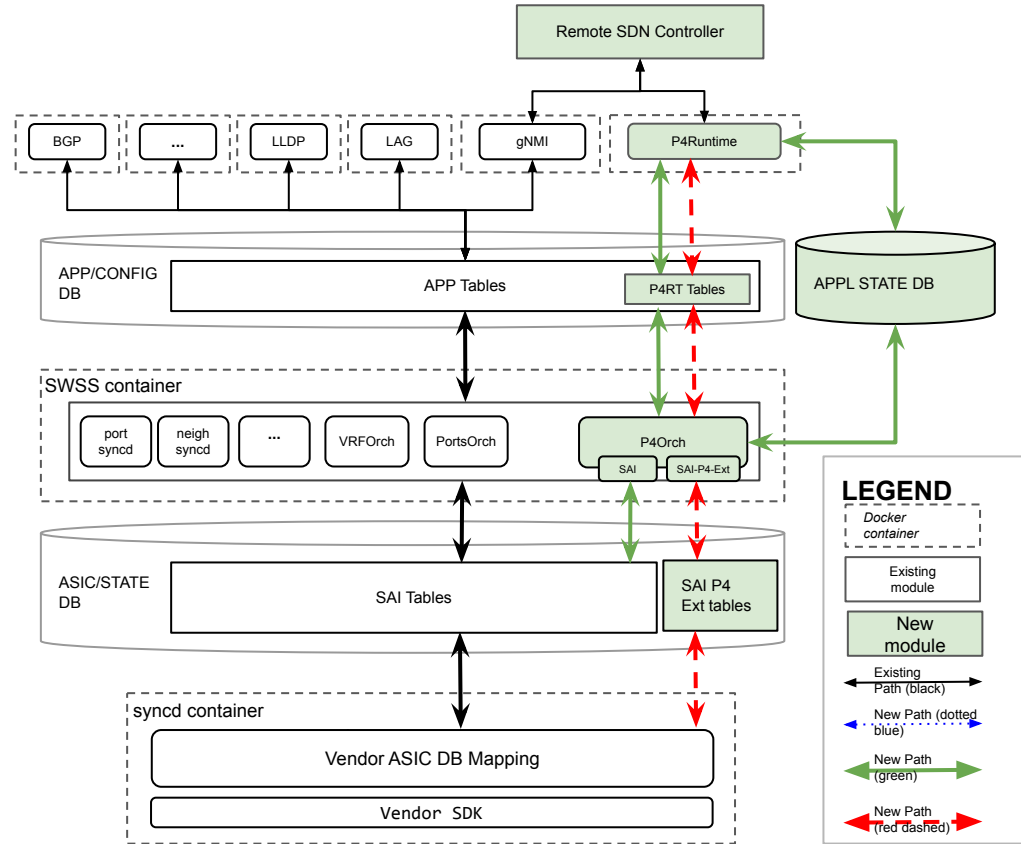 Remote SDN Controller
BGP
...
LLDP
LAG
gNMI
P4Runtime
APP/CONFIG
DB
APP Tables
P4RT Tables
APPL STATE DB
SWSS container
port
syncd
neigh
syncd
...
VRFOrch
PortsOrch
P4Orch
SAI
SAI-P4-Ext
ASIC/STATE
DB
SAI Tables
SAI P4
Ext tables
syncd container
Vendor ASIC DB Mapping
Vendor SDK
LEGEND
Docker
container
Existing
module
New
module
Existing
Path (black)
New Path (dotted
blue)
New Path
(green)
New Path
(red dashed)